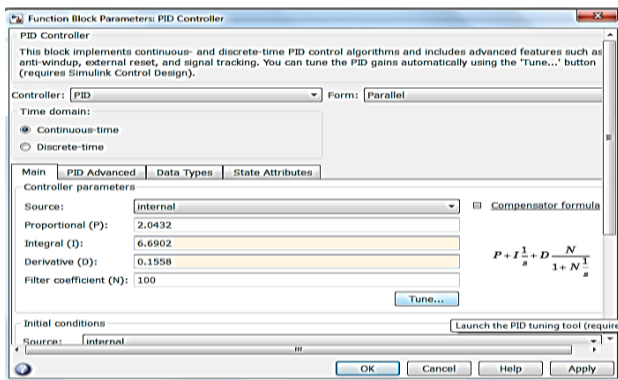 Function Block Parameters: PID Controller
PID Controller
This block implements continuous- and discrete-time PID control algorithms and includes advanced features such as
anti-windup, external reset, and signal tracking. You can tune the PID gains automatically using the 'Tune...' button
(requires Simulink Control Design).
Controller: PID Form: Parallel
Time domain:
Continuous-time
Discrete-time
Main PID Advanced Data Types State Attributes
Controller parameters
Source: internal Compensator formula
Proportional (P): 2.0432
Integral (I): 6.6902
Derivative (D): 0.1558
Filter coefficient (N): 100
P+I1/s+D N/(1+N1/s)
Tune...
Initial conditions
Launch the PID tuning tool (require
Source: internal
OK Cancel Help Apply